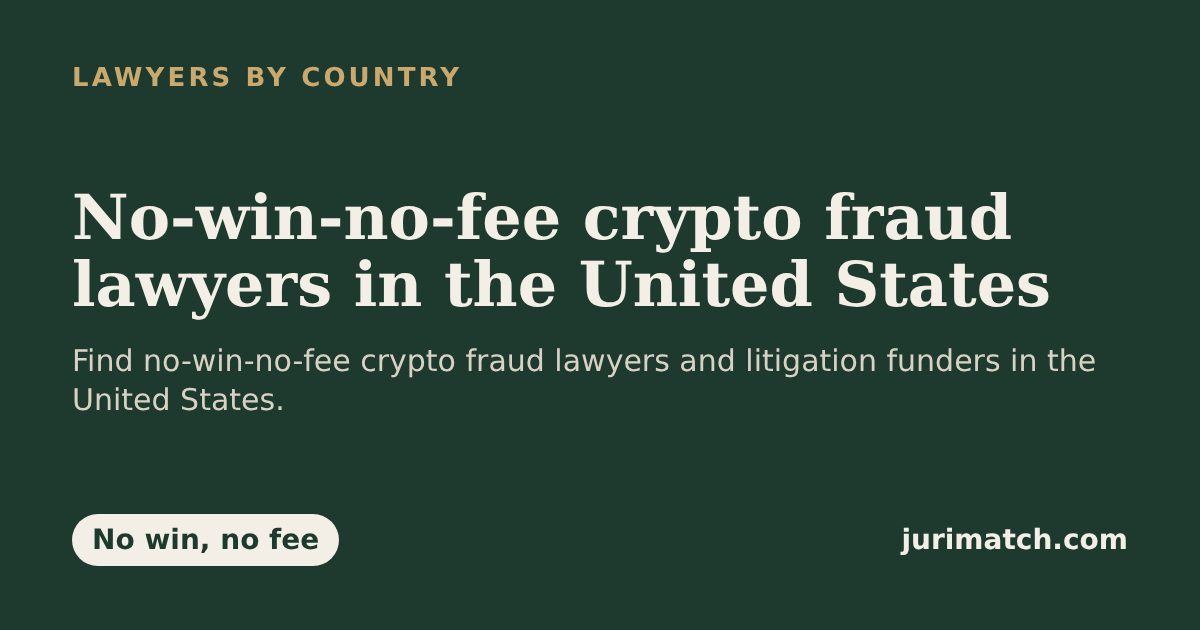 LAWYERS BY COUNTRY
No-win-no-fee crypto fraud
lawyers in the United States
Find no-win-no-fee crypto fraud lawyers and litigation funders in the
United States.
No win, no fee
jurimatch.com